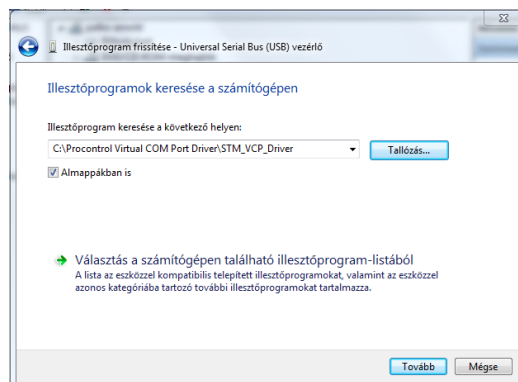 Illesztőprogram frissítése - Universal Serial Bus (USB) vezérlő
Illesztőprogramok keresése a számítógépen
Illesztőprogram keresése a következő helyen:
C:\Procontrol Virtual COM Port Driver\STM_VCP_Driver
Tallózás...
Almappákban is
Választás a számítógépen található illesztőprogram-listából
A lista az eszközzel kompatibilis telepített illesztőprogramokat, valamint az eszközzel
azonos kategóriába tartozó további illesztőprogramokat tartalmazza.
Tovább
Mégse